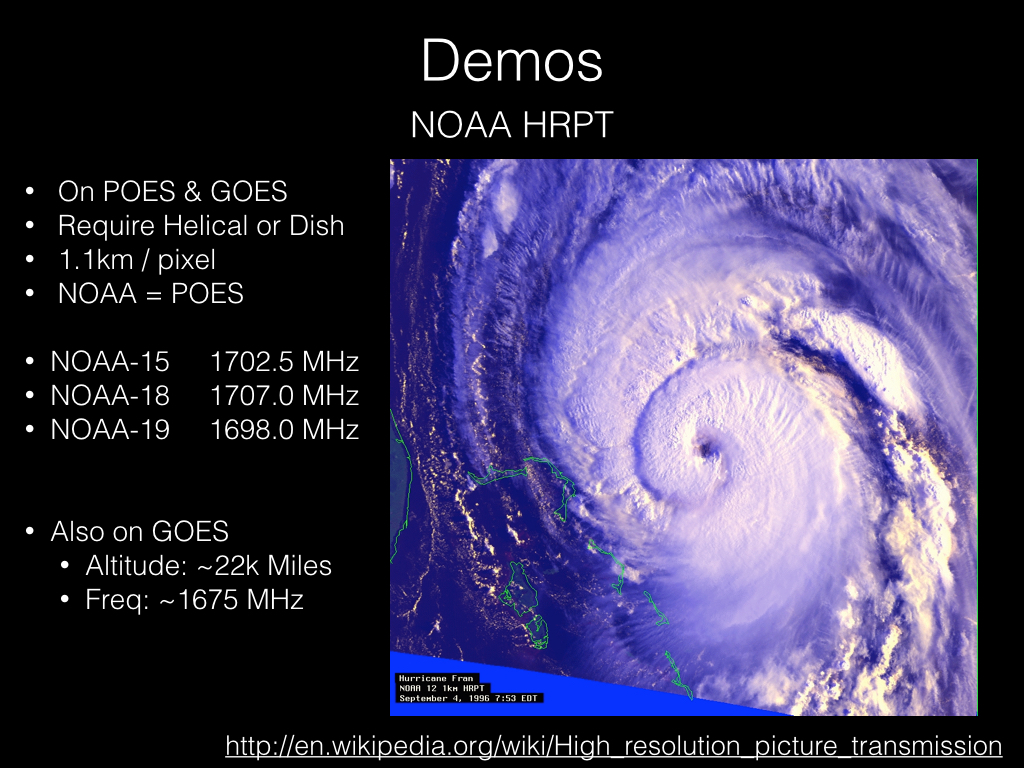 Demos
NOAA HRPT
• On POES & GOES
• Require Helical or Dish
• 1.1km / pixel
• NOAA = POES
• NOAA-15 1702.5 MHz
• NOAA-18 1707.0 MHz
• NOAA-19 1698.0 MHz
• Also on GOES
• Altitude: ~22k Miles
• Freq: ~1675 MHz
Hurricane Fran
NOAA 12 1km HRPT
September 4, 1996 7:53 EDT
http://en.wikipedia.org/wiki/High_resolution_picture_transmission